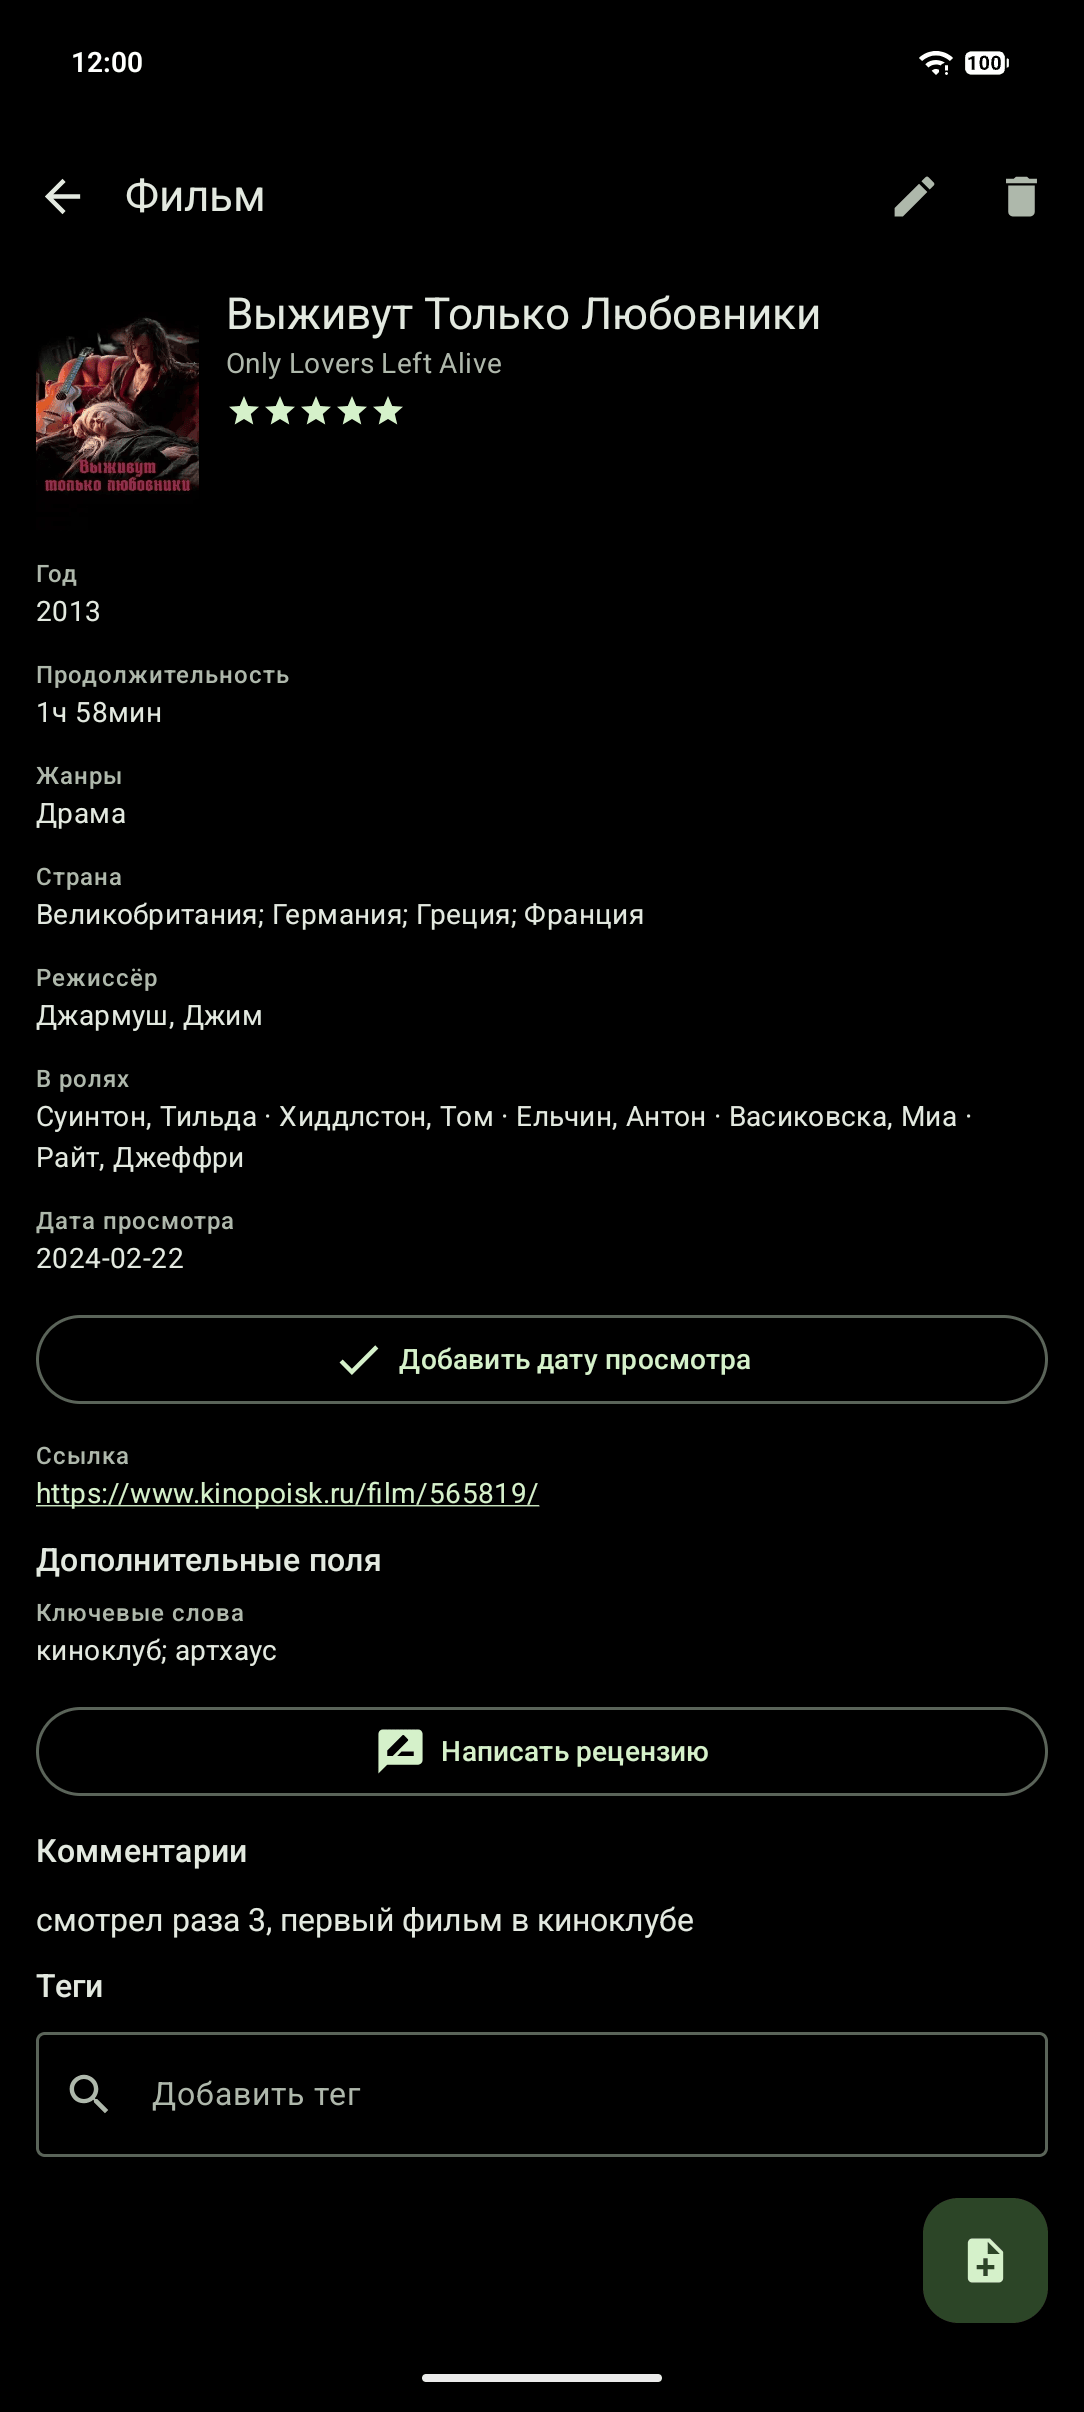 12:00
100
Фильм
Выживут Только Любовники
Only Lovers Left Alive
Выживут
только любовники
Год
2013
Продолжительность
1ч 58мин
Жанры
Драма
Страна
Великобритания; Германия; Греция; Франция
Режиссёр
Джармуш, Джим
В ролях
Суинтон, Тильда · Хиддлстон, Том · Ельчин, Антон · Васиковска, Миа ·
Райт, Джеффри
Дата просмотра
2024-02-22
Добавить дату просмотра
Ссылка
https://www.kinopoisk.ru/film/565819/
Дополнительные поля
Ключевые слова
киноклуб; артхаус
Написать рецензию
Комментарии
смотрел раза 3, первый фильм в киноклубе
Теги
Добавить тег